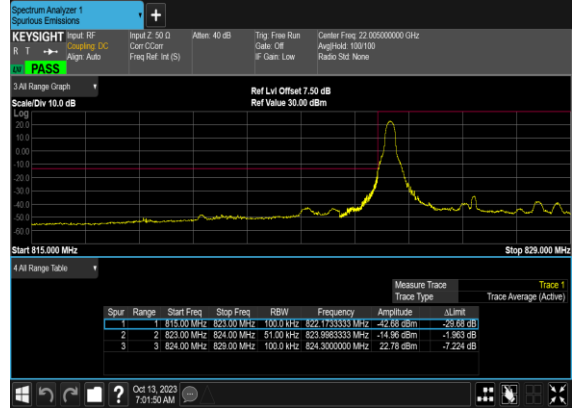 Spectrum Analyzer 1
Spurious Emissions
+
KEYSIGHT Input: RF Input Z: 50 Ω Atten: 40 dB Trig: Free Run Center Freq: 22.005000000 GHz
R T Coupling: DC Corr CCorr Gate: Off Avg|Hold: 100/100
Align: Auto Freq Ref: Int (S) IF Gain: Low Radio Std: None
PASS
3 All Range Graph
Ref Lvl Offset 7.50 dB
Scale/Div 10.0 dB Ref Value 30.00 dBm
Log
20.0
10.0
0.00
-10.0
-20.0
-30.0
-40.0
-50.0
-60.0
Start 815.000 MHz Stop 829.000 MHz
4 All Range Table
Measure Trace Trace 1
Trace Type Trace Average (Active)
Spur Range Start Freq Stop Freq RBW Frequency Amplitude ΔLimit
1 1 815.00 MHz 823.00 MHz 100.0 kHz 822.1733333 MHz -42.68 dBm -29.68 dB
2 2 823.00 MHz 824.00 MHz 51.00 kHz 823.9983333 MHz -14.96 dBm -1.963 dB
3 3 824.00 MHz 829.00 MHz 100.0 kHz 824.3000000 MHz 22.78 dBm -7.224 dB
? Oct 13, 2023
7:01:50 AM